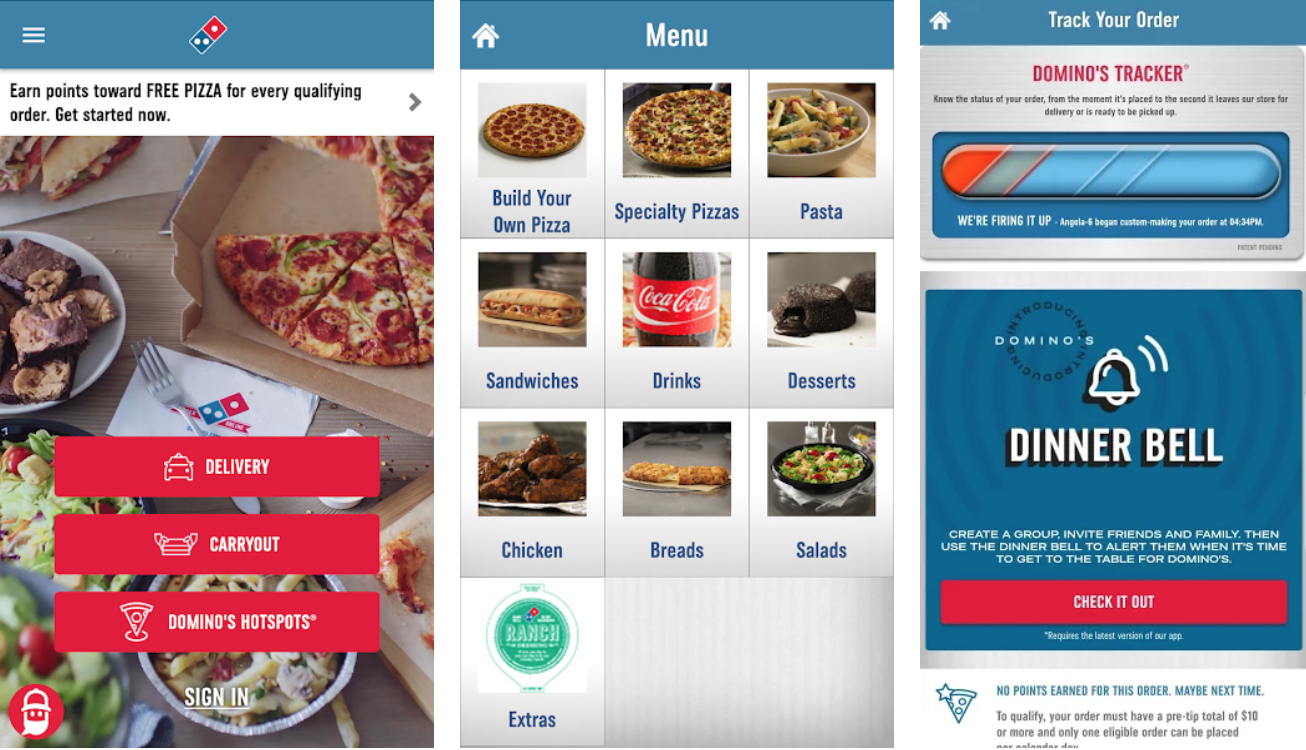 Earn points toward FREE PIZZA for every qualifying
order. Get started now.
DELIVERY
CARRYOUT
DOMINO'S HOTSPOTS®
SIGN IN
Menu
Build Your
Own Pizza
Specialty Pizzas
Pasta
Coca-Cola
Sandwiches
Drinks
Desserts
Chicken
Breads
Salads
RANCH
DRESSING
Extras
Track Your Order
DOMINO'S TRACKER®
Know the status of your order, from the moment it's placed to the second it leaves our store for
delivery or is ready to be picked up.
WE'RE FIRING IT UP - Angela-6 began custom-making your order at 04:34PM.
PATENT PENDING
INTRODUCING
DOMINO'S
INTRODUCING
DINNER BELL
CREATE A GROUP, INVITE FRIENDS AND FAMILY. THEN
USE THE DINNER BELL TO ALERT THEM WHEN IT'S TIME
TO GET TO THE TABLE FOR DOMINO'S.
CHECK IT OUT
*Requires the latest version of our app.
NO POINTS EARNED FOR THIS ORDER. MAYBE NEXT TIME.
To qualify, your order must have a pre-tip total of $10
or more and only one eligible order can be placed
per calendar day